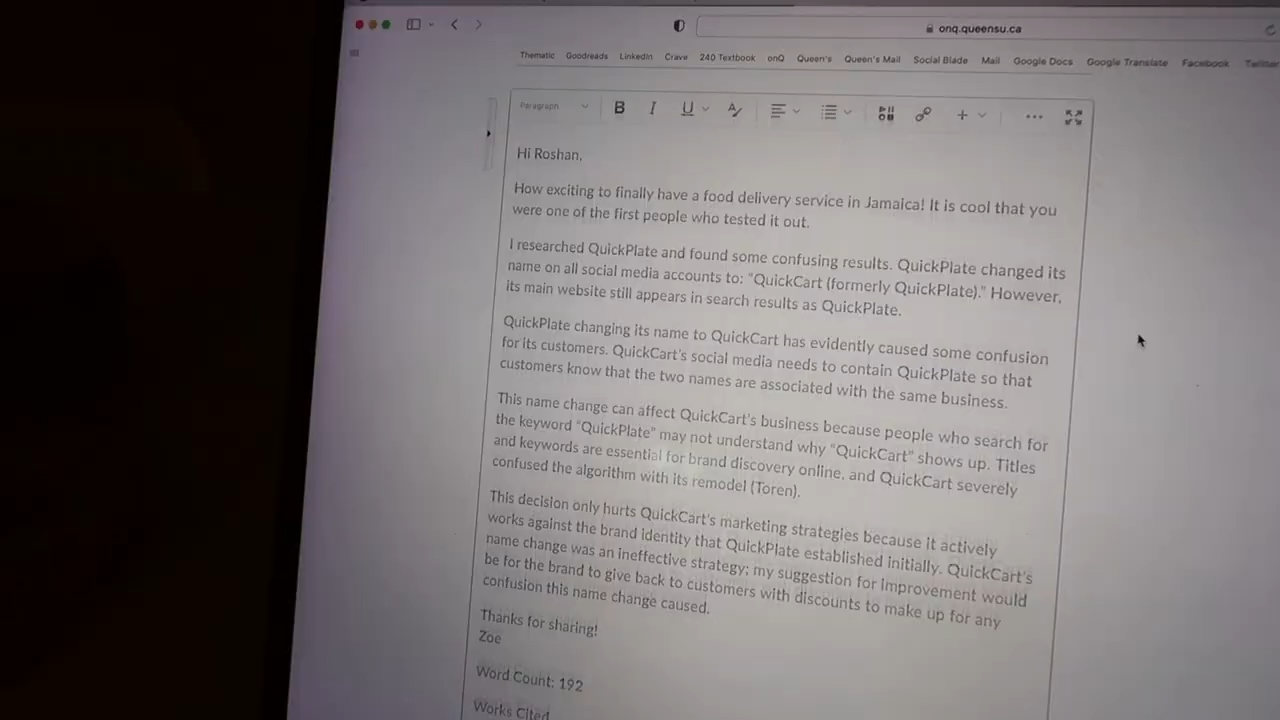 onq.queensu.ca
Thematic Goodreads LinkedIn Crave 240 Textbook onQ Queen's Queen's Mail Social Blade Mail Google Docs Google Translate Facebook Twitter
Paragraph B I U
Hi Roshan,
How exciting to finally have a food delivery service in Jamaica! It is cool that you
were one of the first people who tested it out.
I researched QuickPlate and found some confusing results. QuickPlate changed its
name on all social media accounts to: “QuickCart (formerly QuickPlate).” However,
its main website still appears in search results as QuickPlate.
QuickPlate changing its name to QuickCart has evidently caused some confusion
for its customers. QuickCart's social media needs to contain QuickPlate so that
customers know that the two names are associated with the same business.
This name change can affect QuickCart's business because people who search for
the keyword “QuickPlate” may not understand why “QuickCart” shows up. Titles
and keywords are essential for brand discovery online, and QuickCart severely
confused the algorithm with its remodel (Toren).
This decision only hurts QuickCart's marketing strategies because it actively
works against the brand identity that QuickPlate established initially. QuickCart's
name change was an ineffective strategy; my suggestion for improvement would
be for the brand to give back to customers with discounts to make up for any
confusion this name change caused.
Thanks for sharing!
Zoe
Word Count: 192
Works Cited